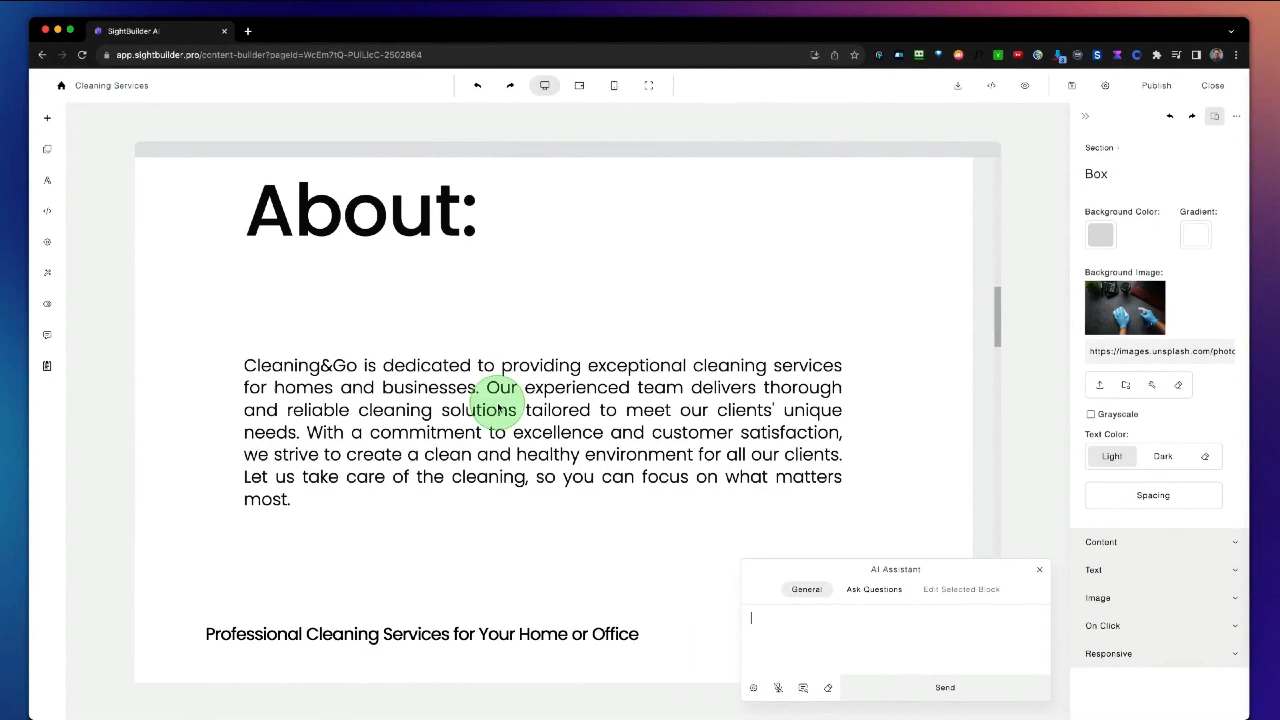 SightBuilder AI
app.sightbuilder.pro/content-builder?pageId=WcEm7tQ-PUiLlcC-2502864
Cleaning Services
Publish
Close
About:
Cleaning&Go is dedicated to providing exceptional cleaning services
for homes and businesses. Our experienced team delivers thorough
and reliable cleaning solutions tailored to meet our clients' unique
needs. With a commitment to excellence and customer satisfaction,
we strive to create a clean and healthy environment for all our clients.
Let us take care of the cleaning, so you can focus on what matters
most.
Professional Cleaning Services for Your Home or Office
AI Assistant
General
Ask Questions
Edit Selected Block
Send
Section
Box
Background Color:
Gradient:
Background Image:
https://images.unsplash.com/photo
Grayscale
Text Color:
Light
Dark
Spacing
Content
Text
Image
On Click
Responsive